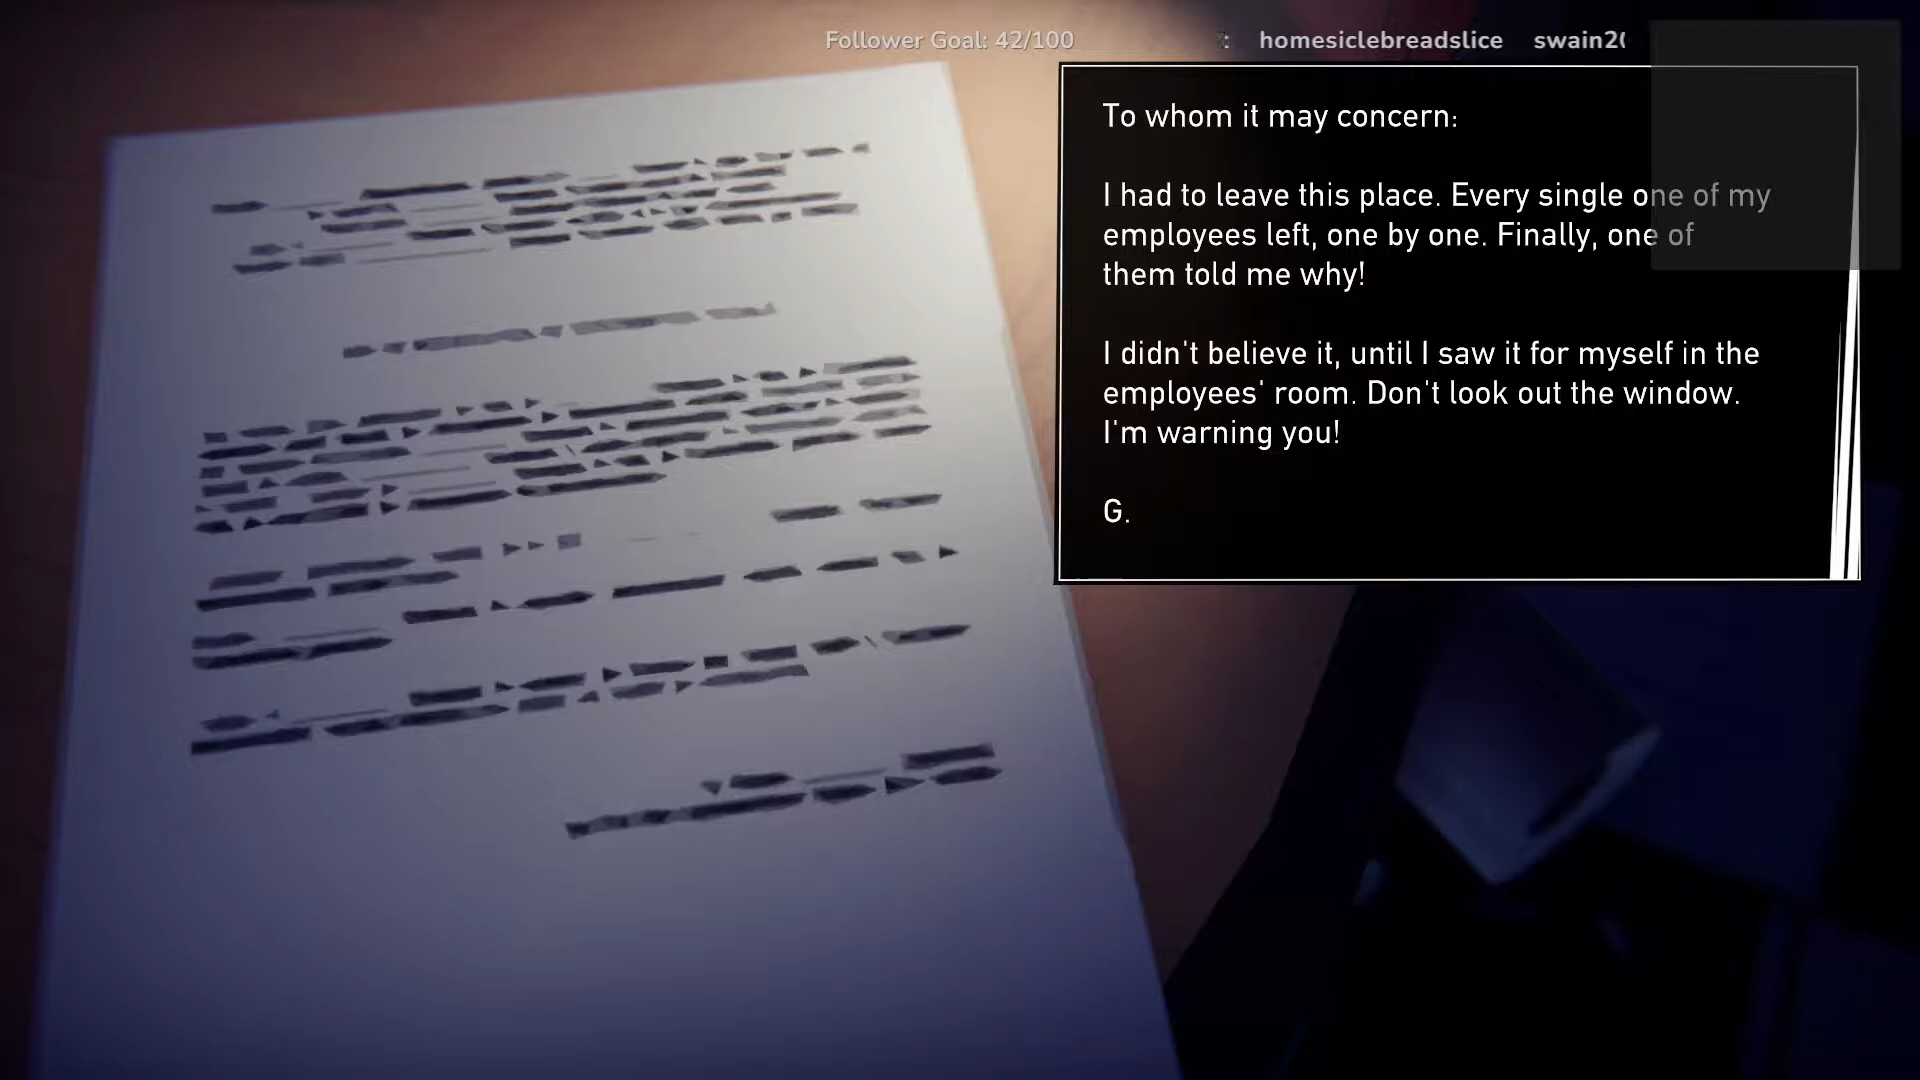 Follower Goal: 42/100 : homesiclebreadslice
To whom it may concern:
I had to leave this place. Every single one of my
employees left, one by one. Finally, one of
them told me why!
I didn't believe it, until I saw it for myself in the
employees' room. Don't look out the window.
I'm warning you!
G.